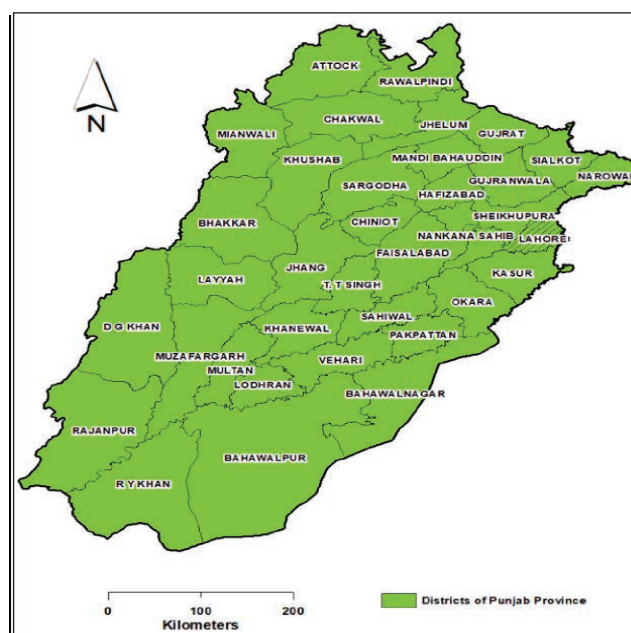 ATTOCK
RAWALPINDI
N
CHAKWAL
JHELUM
MIANWALI
GUJRAT
KHUSHAB
MANDI BAHAUDDIN
SIALKOT
NAROWAL
SARGODHA
GUJRANWALA
HAFIZABAD
BHAKKAR
CHINIOT
SHEIKHUPURA
NANKANA SAHIB
LAHORE
FAISALABAD
JHANG
KASUR
LAYYAH
T. T SINGH
OKARA
D G KHAN
KHANEWAL
SAHIWAL
PAKPATTAN
MUZAFARGARH
VEHARI
MULTAN
LODHRAN
BAHAWALNAGAR
RAJANPUR
BAHAWALPUR
R Y KHAN
0 100 200
Kilometers
Districts of Punjab Province